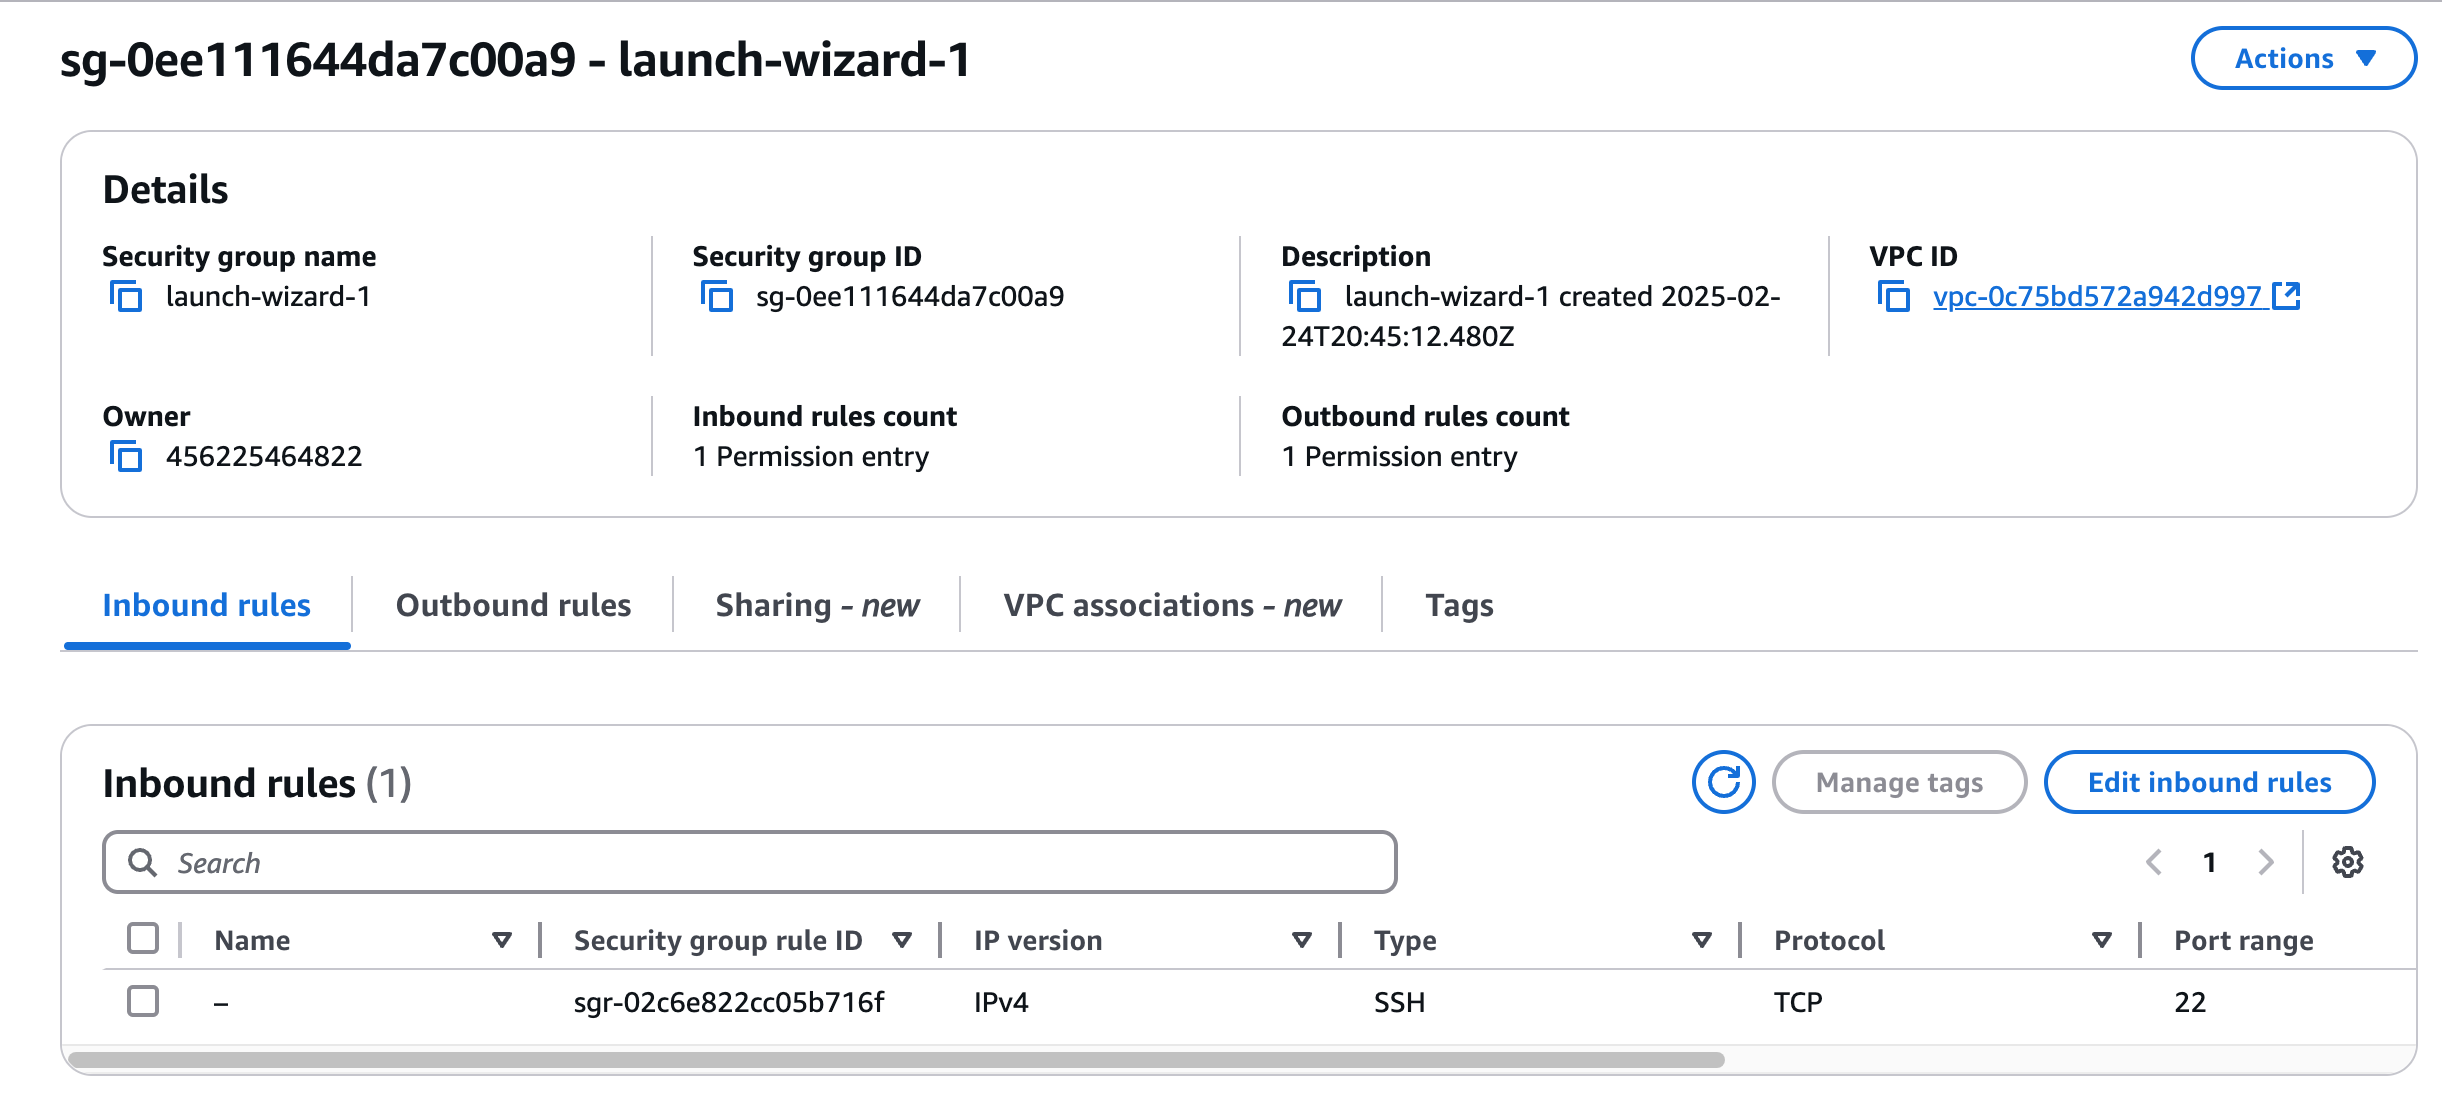 sg-0ee111644da7c00a9 - launch-wizard-1
Actions
Details
Security group name
launch-wizard-1
Security group ID
sg-0ee111644da7c00a9
Description
launch-wizard-1 created 2025-02-
24T20:45:12.480Z
VPC ID
vpc-0c75bd572a942d997
Owner
456225464822
Inbound rules count
1 Permission entry
Outbound rules count
1 Permission entry
Inbound rules
Outbound rules
Sharing - new
VPC associations - new
Tags
Inbound rules (1)
Manage tags
Edit inbound rules
Search
1
Name
Security group rule ID
IP version
Type
Protocol
Port range
–
sgr-02c6e822cc05b716f
IPv4
SSH
TCP
22